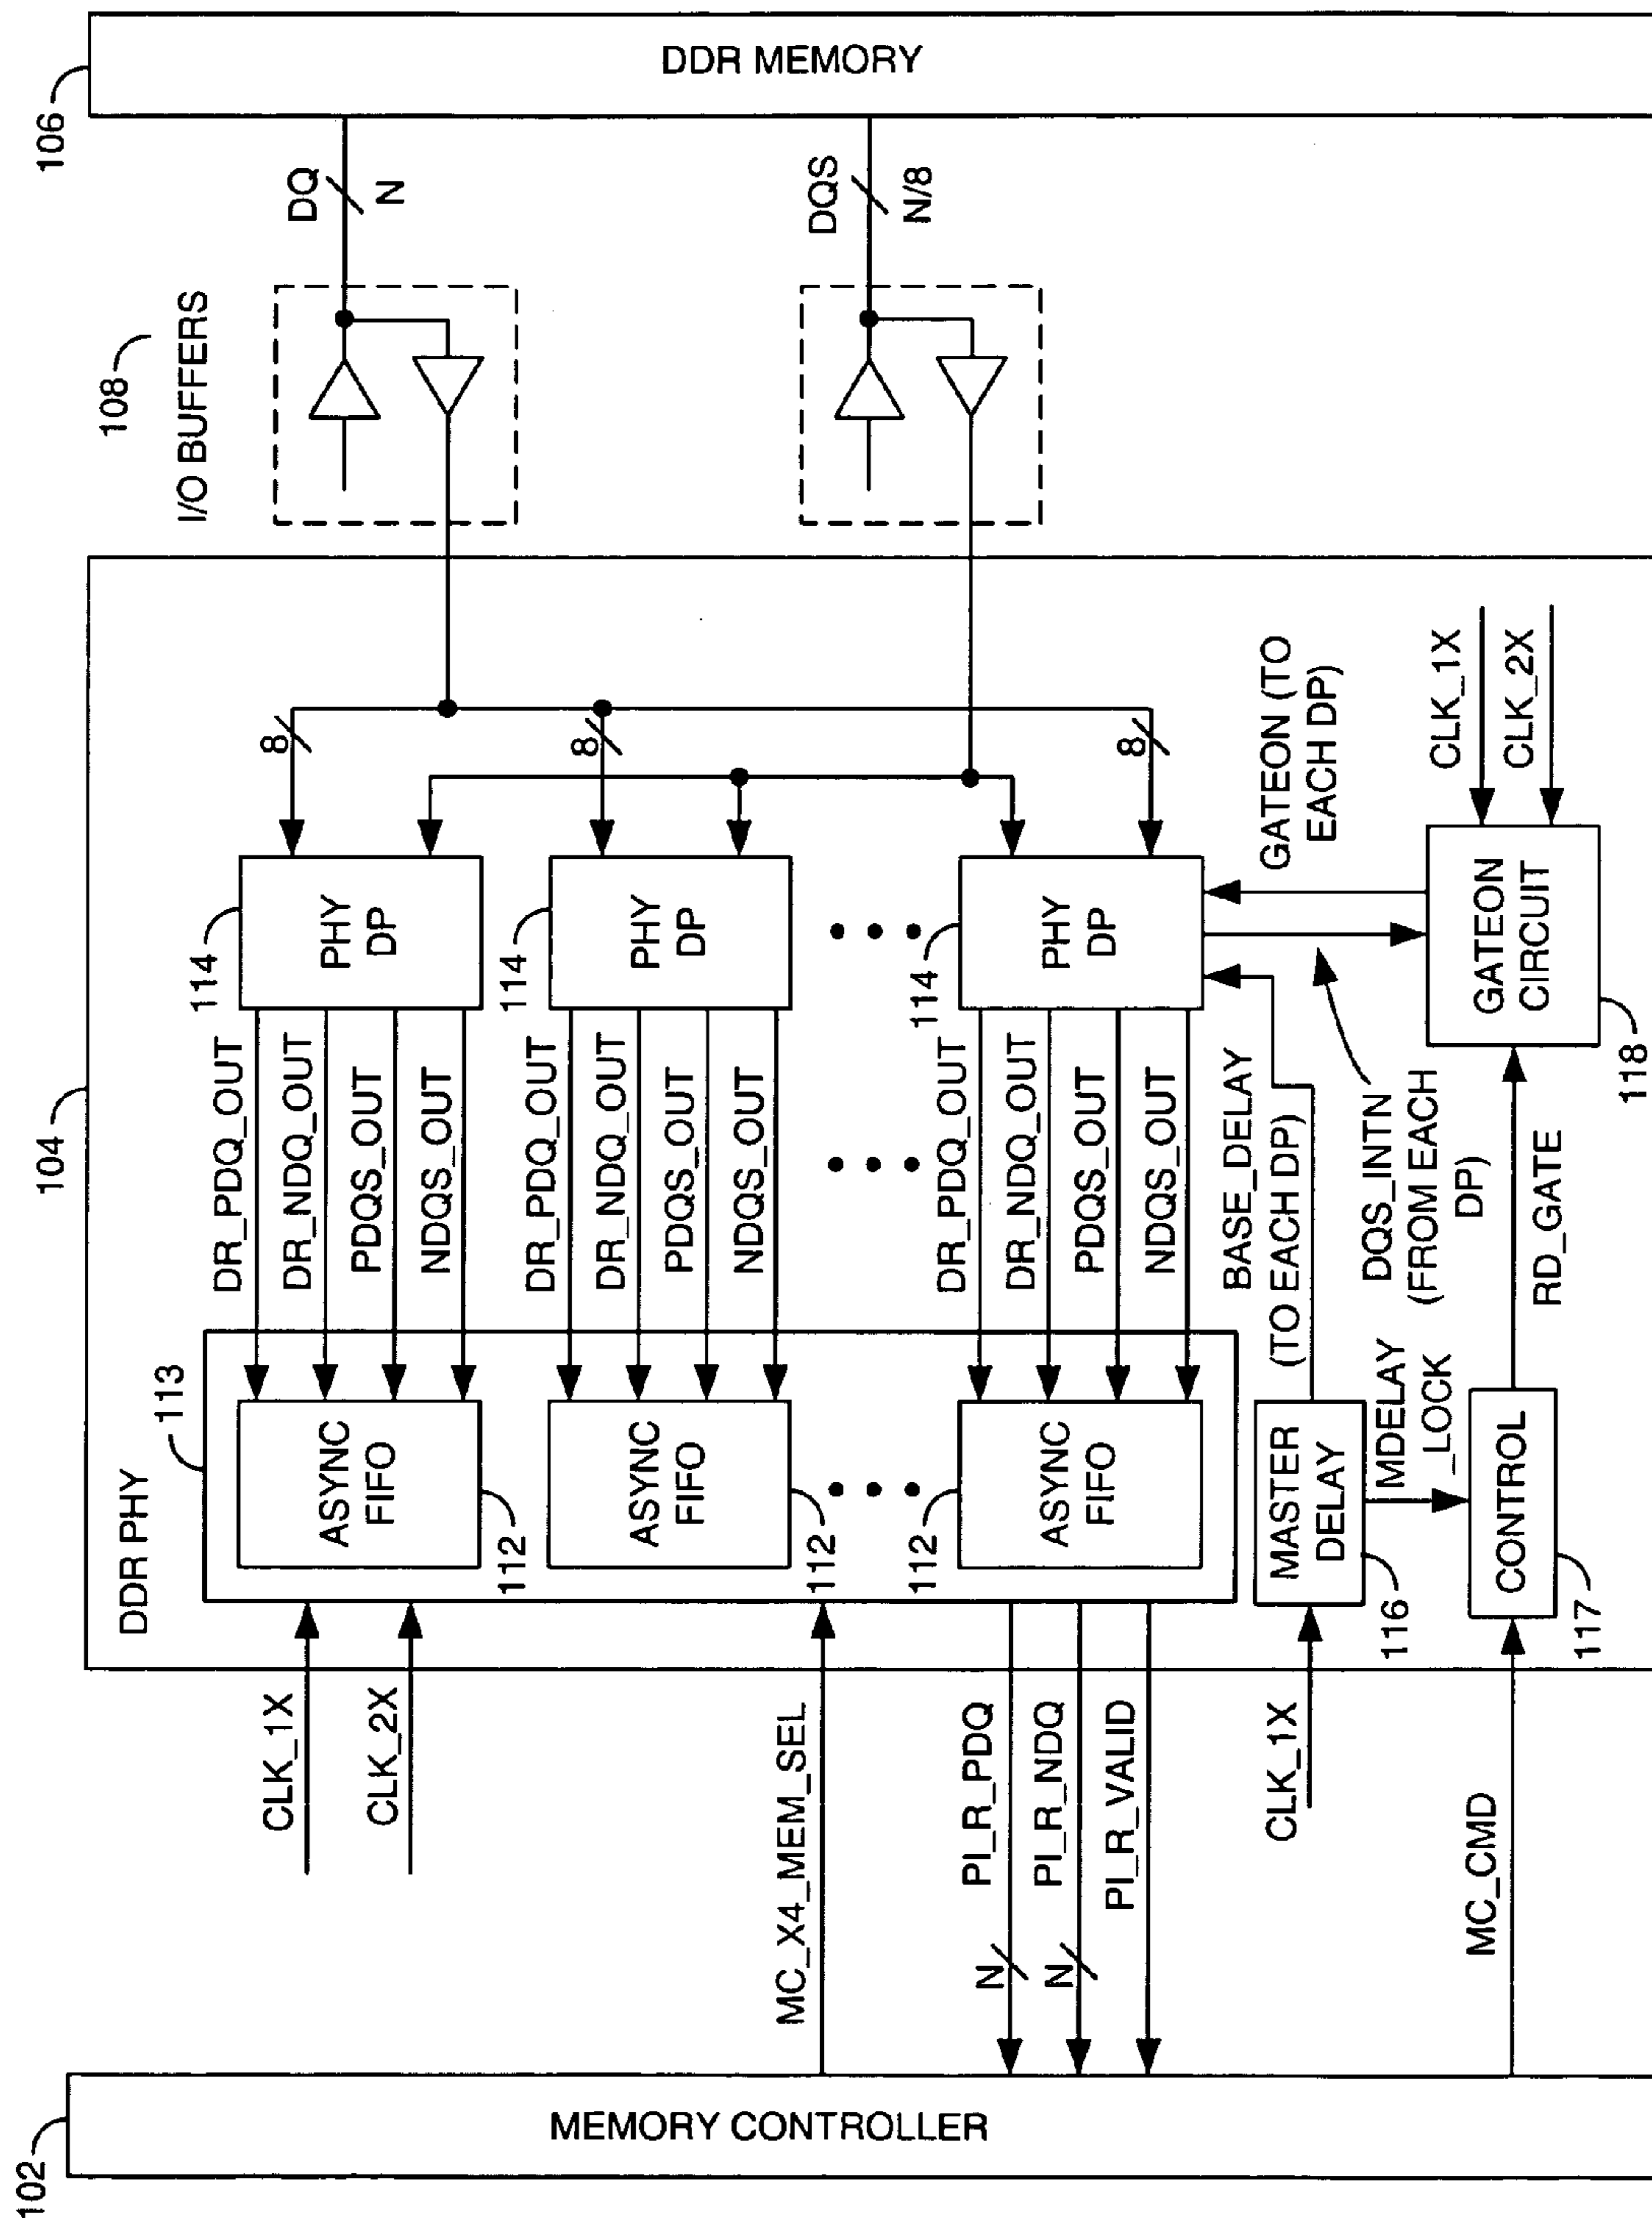 102
MEMORY CONTROLLER
CLK_1X
CLK_2X
MC_X4_MEM_SEL
PI_R_PDQ
N
PI_R_NDQ
N
PI_R_VALID
CLK_1X
MC_CMD
104
DDR PHY
113
ASYNC
FIFO
112
ASYNC
FIFO
112
ASYNC
FIFO
112
MASTER
DELAY
116
MDELAY
_LOCK
CONTROL
117
DR_PDQ_OUT
DR_NDQ_OUT
PDQS_OUT
NDQS_OUT
DR_PDQ_OUT
DR_NDQ_OUT
PDQS_OUT
NDQS_OUT
DR_PDQ_OUT
DR_NDQ_OUT
PDQS_OUT
NDQS_OUT
BASE_DELAY
(TO EACH DP)
DQS_INTN
(FROM EACH
DP)
RD_GATE
114
PHY
DP
114
PHY
DP
114
PHY
DP
GATEON
CIRCUIT
118
8
8
8
GATEON (TO
EACH DP)
CLK_1X
CLK_2X
108
I/O BUFFERS
DQ
N
DQS
N/8
106
DDR MEMORY